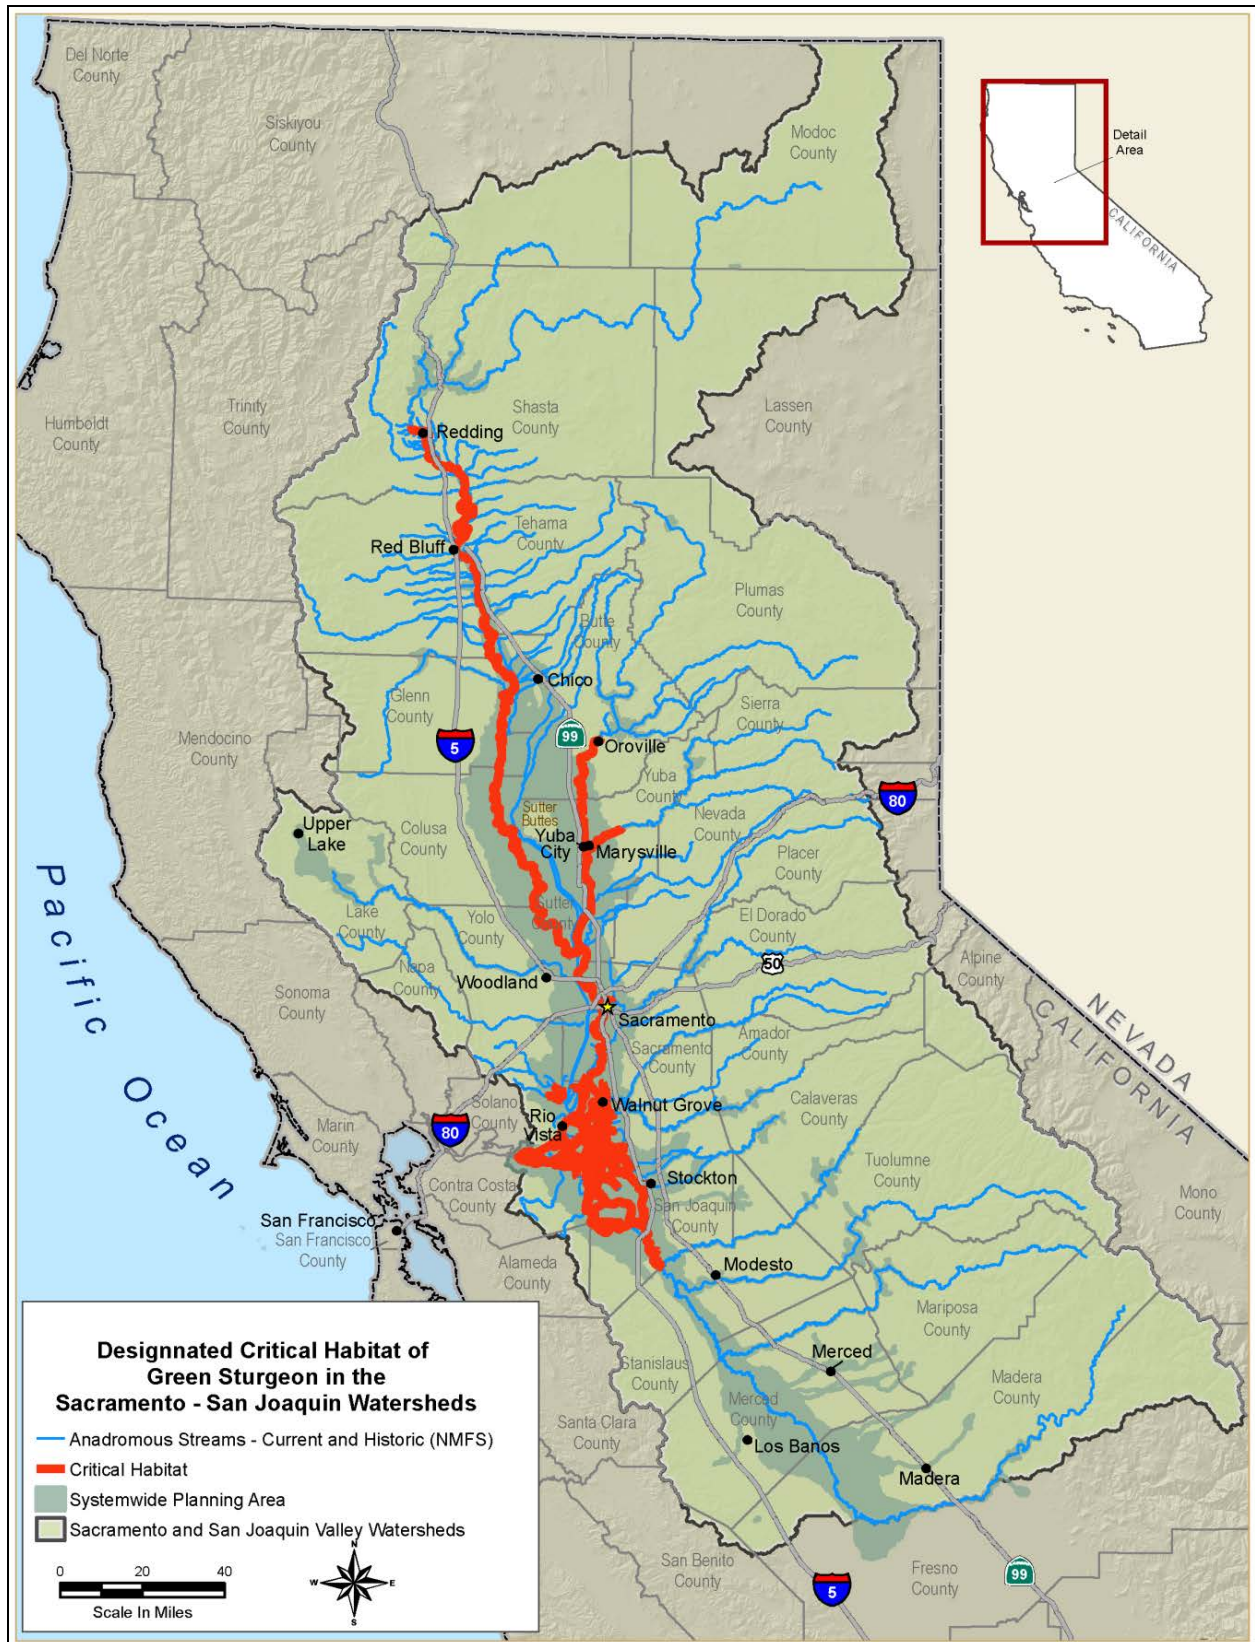 Del Norte
County
Siskiyou
County
Modoc
County
Detail
Area
CALIFORNIA
Humboldt
County
Trinity
County
Shasta
County
Lassen
County
Redding
Tehama
County
Red Bluff
Plumas
County
Butte
County
Chico
Glenn
County
Sierra
County
Mendocino
County
5
99
Oroville
Yuba
County
80
Sutter
Buttes
Nevada
County
Upper
Lake
Colusa
County
Yuba
City
Marysville
Placer
County
Pacific Ocean
Lake
County
Yolo
County
Sutter
County
El Dorado
County
Napa
County
Woodland
50
Alpine
County
Sonoma
County
Sacramento
NEVADA
CALIFORNIA
Sacramento
County
Amador
County
Solano
County
Walnut Grove
Calaveras
County
Marin
County
80
Rio
Vista
Tuolumne
County
Contra Costa
County
Stockton
Mono
County
San Joaquin
County
San Francisco
San Francisco
County
Alameda
County
Modesto
Mariposa
County
Stanislaus
County
Merced
Madera
County
Merced
County
Santa Clara
County
Los Banos
Madera
San Benito
County
Fresno
County
5
99
Designnated Critical Habitat of
Green Sturgeon in the
Sacramento - San Joaquin Watersheds
Anadromous Streams - Current and Historic (NMFS)
Critical Habitat
Systemwide Planning Area
Sacramento and San Joaquin Valley Watersheds
0 20 40
Scale In Miles
N
W E
S